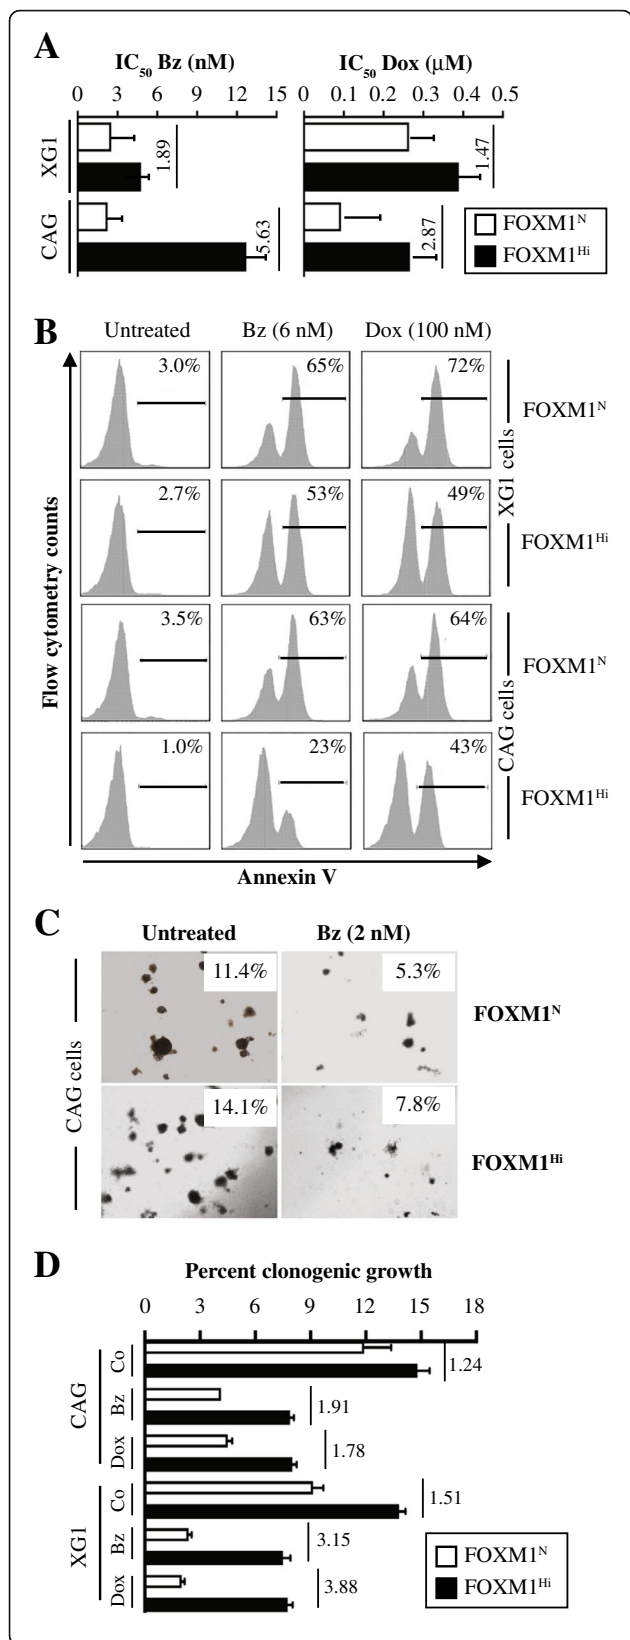 A
IC50 Bz (nM) IC50 Dox (μM)
0 3 6 9 12 15 0 0.1 0.2 0.3 0.4 0.5
XG1
1.89
1.47
CAG
5.63
2.87
FOXM1N
FOXM1Hi
B
Untreated Bz (6 nM) Dox (100 nM)
3.0% 65% 72%
FOXM1N
2.7% 53% 49%
XG1 cells
FOXM1Hi
3.5% 63% 64%
FOXM1N
1.0% 23% 43%
CAG cells
FOXM1Hi
Flow cytometry counts
Annexin V
C
Untreated Bz (2 nM)
11.4% 5.3%
FOXM1N
CAG cells
14.1% 7.8%
FOXM1Hi
D
Percent clonogenic growth
0 3 6 9 12 15 18
CAG
Co 1.24
Bz 1.91
Dox 1.78
XG1
Co 1.51
Bz 3.15
Dox 3.88
FOXM1N
FOXM1Hi